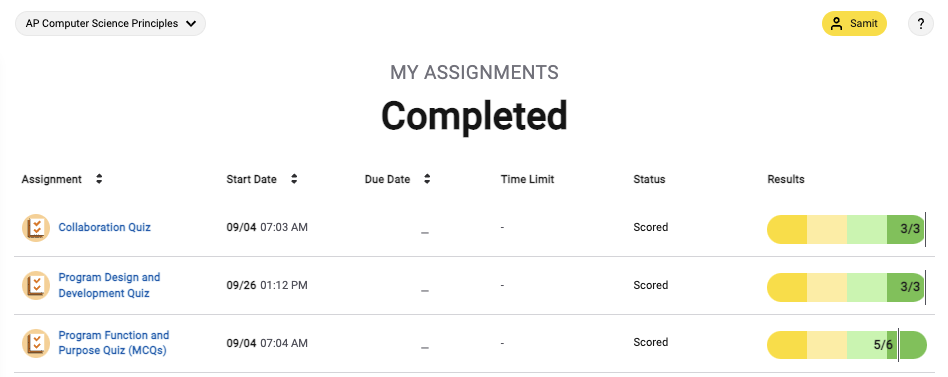 AP Computer Science Principles
Samit
?
MY ASSIGNMENTS
Completed
Assignment Start Date Due Date Time Limit Status Results
Collaboration Quiz 09/04 07:03 AM _ - Scored 3/3
Program Design and
Development Quiz 09/26 01:12 PM _ - Scored 3/3
Program Function and
Purpose Quiz (MCQs) 09/04 07:04 AM _ - Scored 5/6